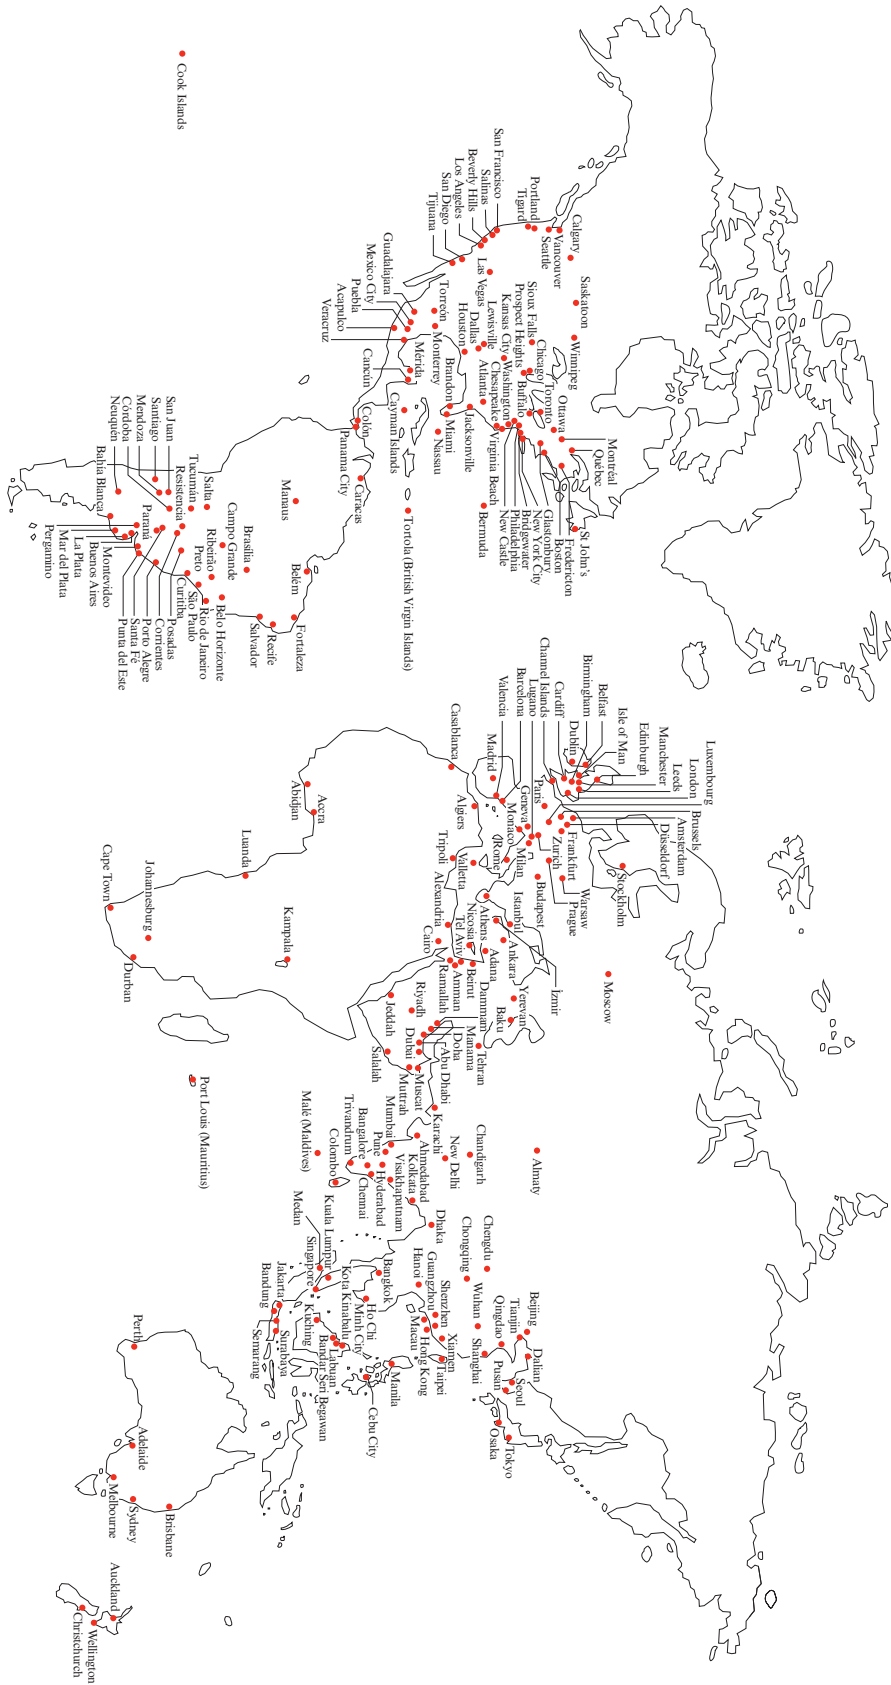 Cook Islands
San Francisco
Salinas
Beverly Hills
Los Angeles
San Diego
Tijuana
Portland
Tigard
Calgary
Vancouver
Seattle
Las Vegas
Saskatoon
Winnipeg
Sioux Falls
Prospect Heights
Kansas City
Lewisville
Dallas
Houston
Chicago
Toronto
Ottawa
Buffalo
Washington
Chesapeake
Atlanta
Brandon
Jacksonville
Miami
Nassau
Virginia Beach
Montréal
Québec
St John's
Fredericton
Boston
Glastonbury
New York City
Bridgewater
Philadelphia
New Castle
Bermuda
Guadalajara
Mexico City
Puebla
Acapulco
Veracruz
Torreón
Monterrey
Mérida
Cancún
Cayman Islands
Colón
Panama City
Caracas
Tortola (British Virgin Islands)
Manaus
Belém
Fortaleza
Recife
Salvador
Brasilia
Campo Grande
Ribeirão
Preto
Belo Horizonte
Rio de Janeiro
São Paulo
Curitiba
Posadas
Corrientes
Porto Alegre
Santa Fé
Punta del Este
Montevideo
Buenos Aires
La Plata
Mar del Plata
Pergamino
Salta
Tucumán
Resistencia
San Juan
Santiago
Mendoza
Córdoba
Neuquén
Bahia Blanca
Paraná
Luxembourg
London
Leeds
Manchester
Edinburgh
Isle of Man
Belfast
Birmingham
Dublin
Cardiff
Channel Islands
Lugano
Barcelona
Valencia
Madrid
Paris
Geneva
Monaco
Milan
Rome
Brussels
Amsterdam
Düsseldorf
Frankfurt
Zurich
Stockholm
Warsaw
Prague
Budapest
Moscow
Casablanca
Algiers
Tripoli
Valletta
Alexandria
Cairo
Istanbul
Athens
Nicosia
Tel Aviv
Ankara
Adana
Beirut
Amman
Ramallah
İzmir
Yerevan
Baku
Tehran
Dammam
Manama
Doha
Abu Dhabi
Dubai
Riyadh
Jeddah
Salalah
Muscat
Muttrah
Abidjan
Accra
Luanda
Kampala
Johannesburg
Cape Town
Durban
Port Louis (Mauritius)
Almaty
Karachi
Chandigarh
New Delhi
Ahmedabad
Kolkata
Mumbai
Pune
Hyderabad
Visakhapatnam
Bangalore
Chennai
Trivandrum
Colombo
Malé (Maldives)
Dhaka
Chengdu
Chongqing
Wuhan
Beijing
Tianjin
Qingdao
Dalian
Seoul
Pusan
Shanghai
Tokyo
Osaka
Hanoi
Guangzhou
Shenzhen
Xiamen
Taipei
Hong Kong
Macau
Bangkok
Ho Chi
Minh City
Manila
Cebu City
Kota Kinabalu
Labuan
Bandar Seri Begawan
Kuching
Kuala Lumpur
Singapore
Medan
Jakarta
Bandung
Surabaya
Semarang
Perth
Adelaide
Melbourne
Sydney
Brisbane
Auckland
Wellington
Christchurch